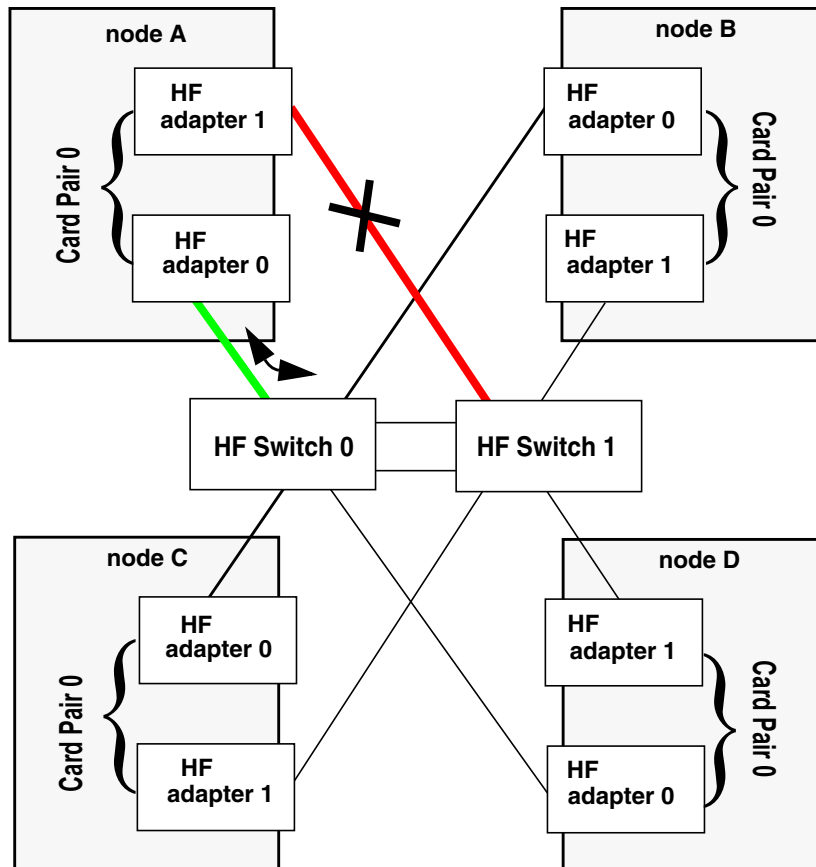 node A
HF
adapter 1
Card Pair 0
HF
adapter 0
node B
HF
adapter 0
Card Pair 0
HF
adapter 1
HF Switch 0
HF Switch 1
node C
HF
adapter 0
Card Pair 0
HF
adapter 1
node D
HF
adapter 1
Card Pair 0
HF
adapter 0